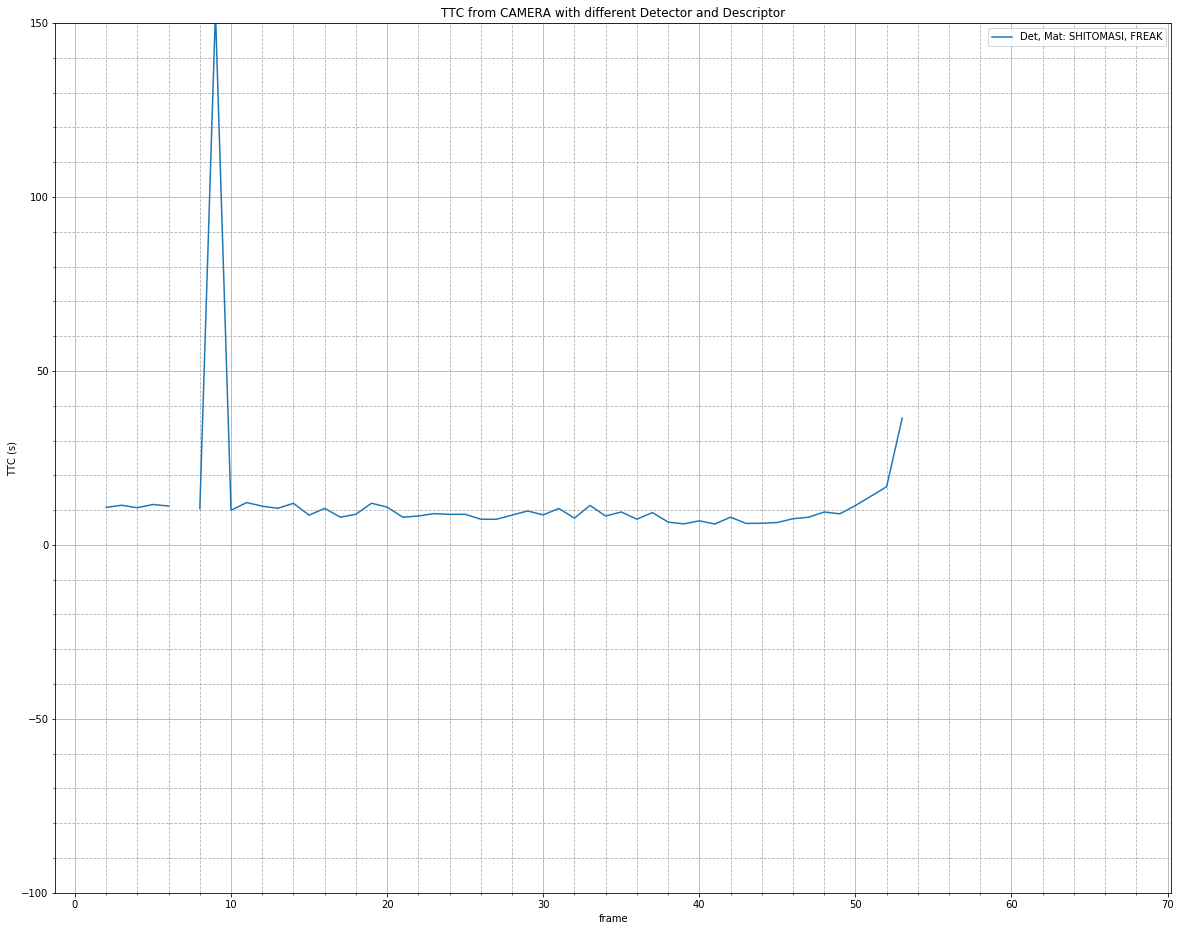 TTC from CAMERA with different Detector and Descriptor
Det, Mat: SHITOMASI, FREAK
150
100
50
0
−50
−100
TTC (s)
0 10 20 30 40 50 60 70
frame